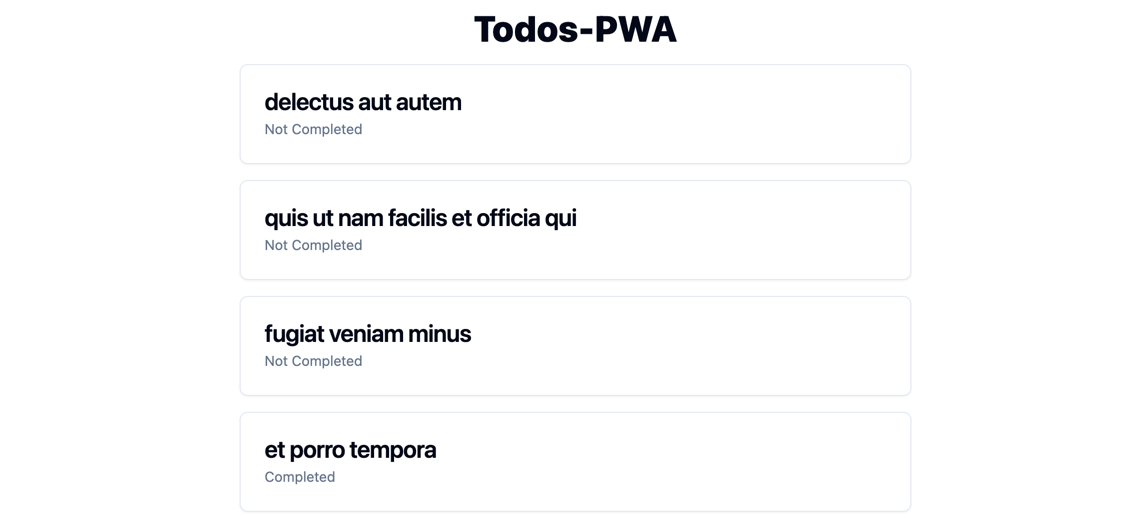 Todos-PWA
delectus aut autem
Not Completed
quis ut nam facilis et officia qui
Not Completed
fugiat veniam minus
Not Completed
et porro tempora
Completed